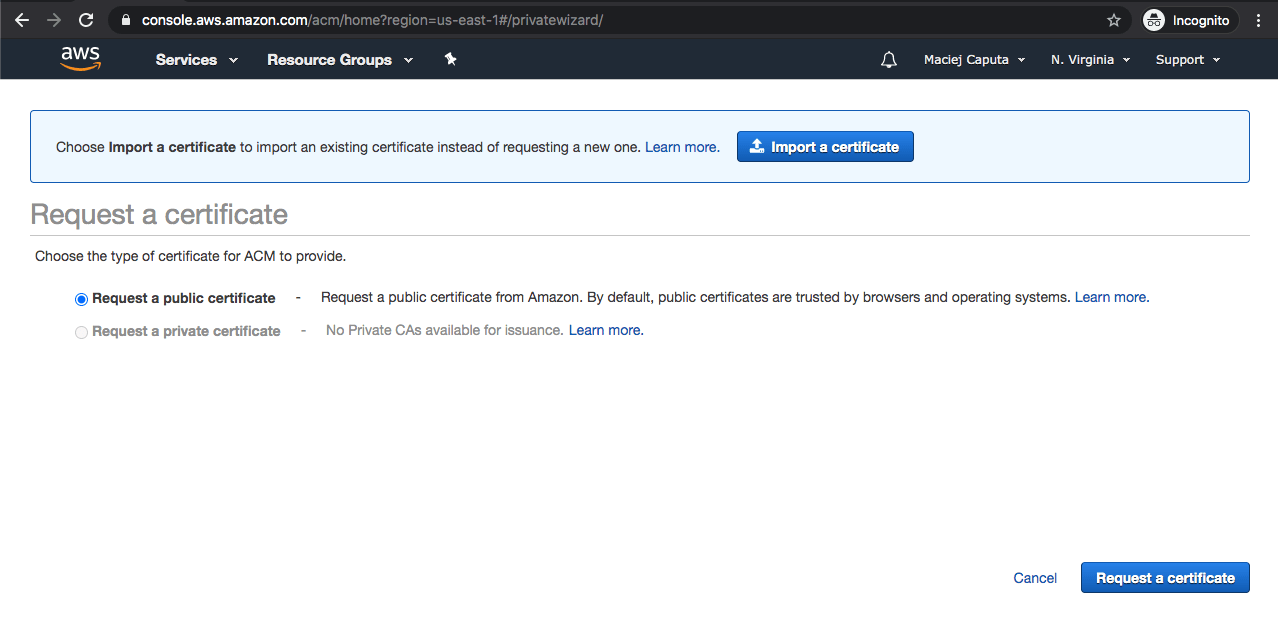 console.aws.amazon.com/acm/home?region=us-east-1#/privatewizard/ Incognito
aws Services Resource Groups Maciej Caputa N. Virginia Support
Choose Import a certificate to import an existing certificate instead of requesting a new one. Learn more. Import a certificate
Request a certificate
Choose the type of certificate for ACM to provide.
Request a public certificate - Request a public certificate from Amazon. By default, public certificates are trusted by browsers and operating systems. Learn more.
Request a private certificate - No Private CAs available for issuance. Learn more.
Cancel Request a certificate